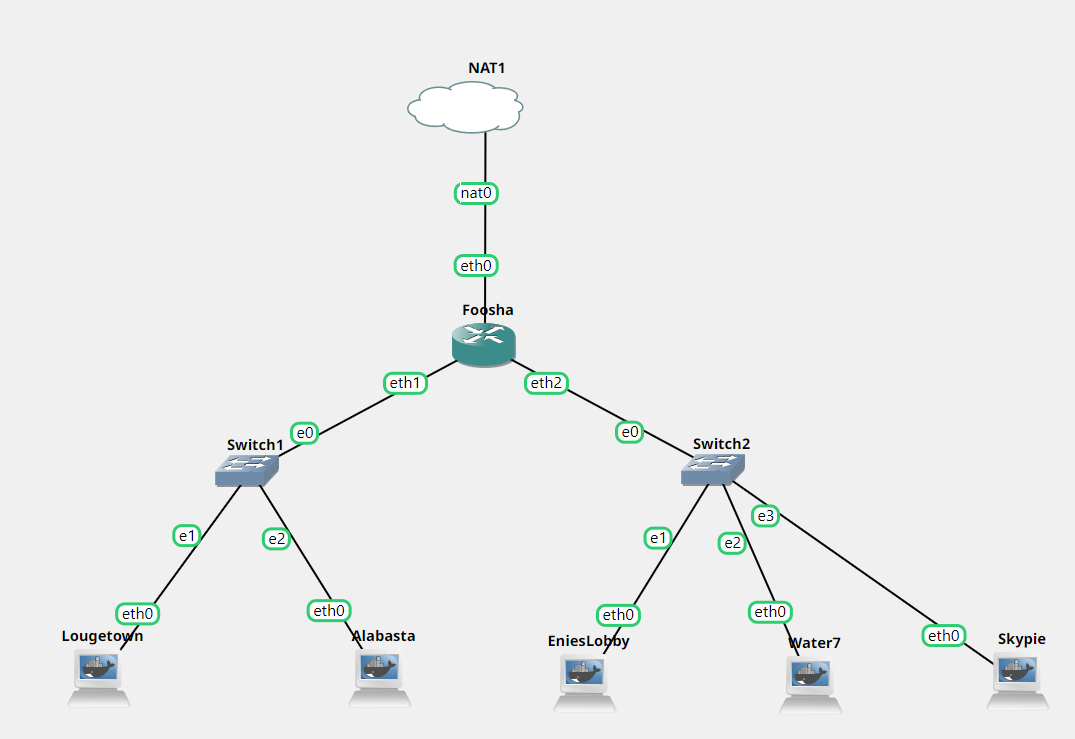 NAT1
nat0
eth0
Foosha
eth1
eth2
e0
e0
Switch1
Switch2
e1
e2
e1
e2
e3
eth0
eth0
eth0
eth0
eth0
Lougetown
Alabasta
EniesLobby
Water7
Skypie